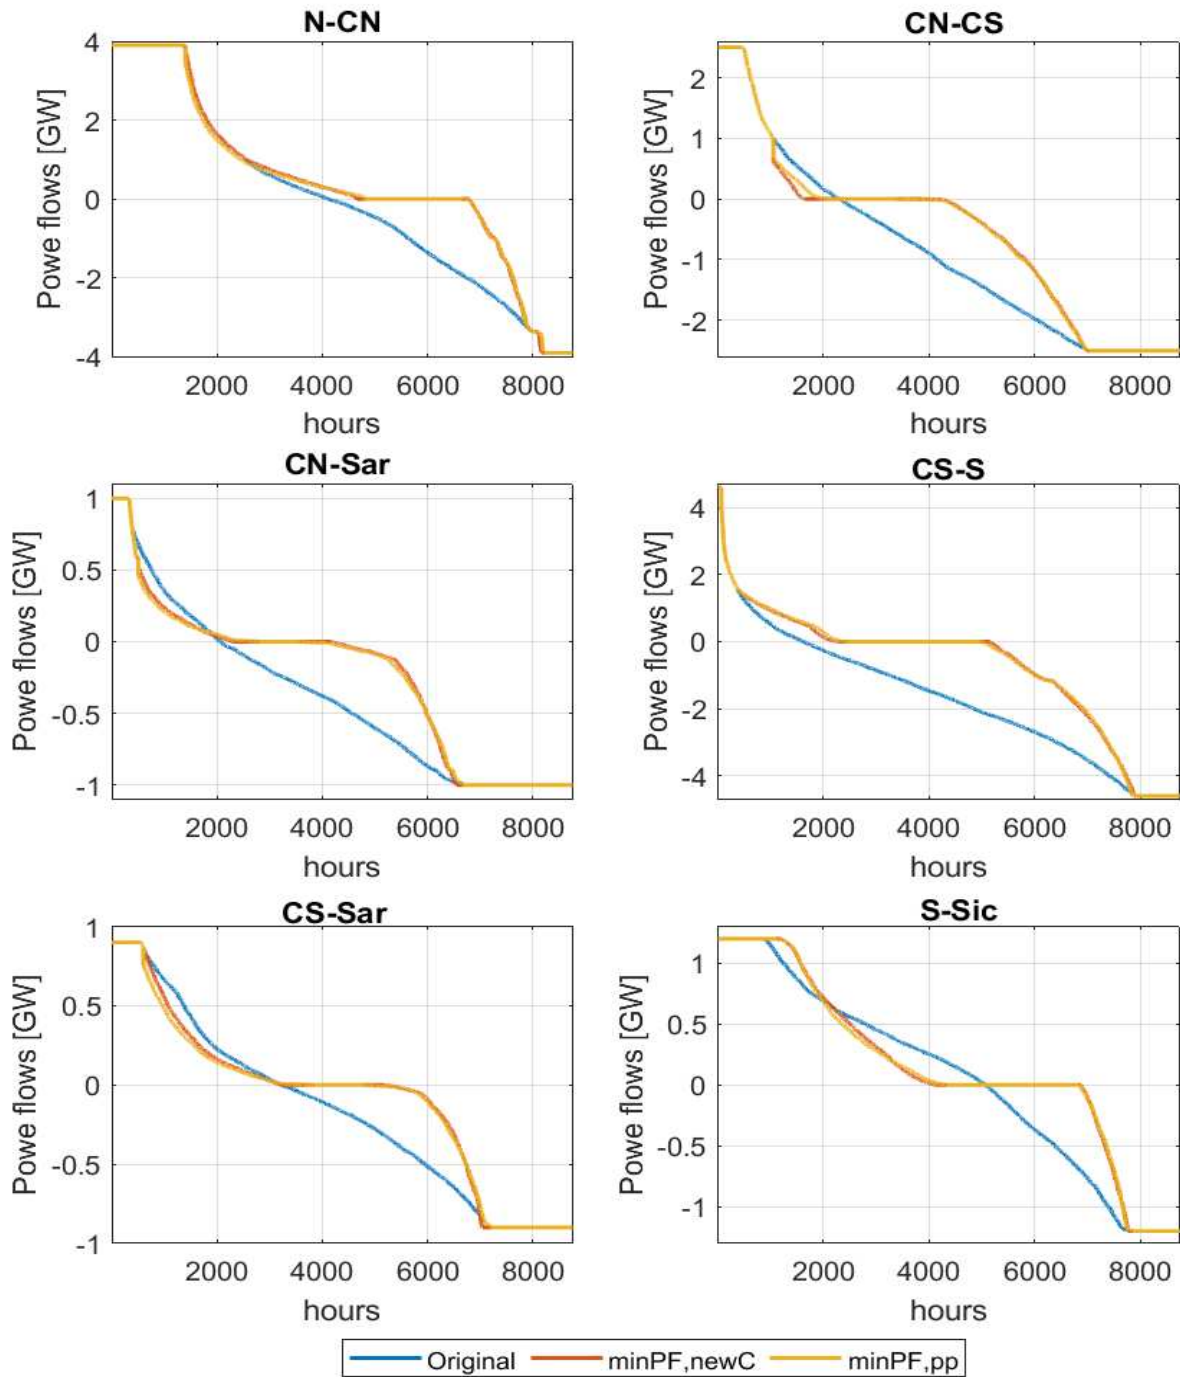 N-CN
CN-CS
Powe flows [GW]
4
2
0
-2
-4
2000 4000 6000 8000
hours
Powe flows [GW]
2
1
0
-1
-2
2000 4000 6000 8000
hours
CN-Sar
CS-S
Powe flows [GW]
1
0.5
0
-0.5
-1
2000 4000 6000 8000
hours
Powe flows [GW]
4
2
0
-2
-4
2000 4000 6000 8000
hours
CS-Sar
S-Sic
Powe flows [GW]
1
0.5
0
-0.5
-1
2000 4000 6000 8000
hours
Powe flows [GW]
1
0.5
0
-0.5
-1
2000 4000 6000 8000
hours
Original minPF,newC minPF,pp